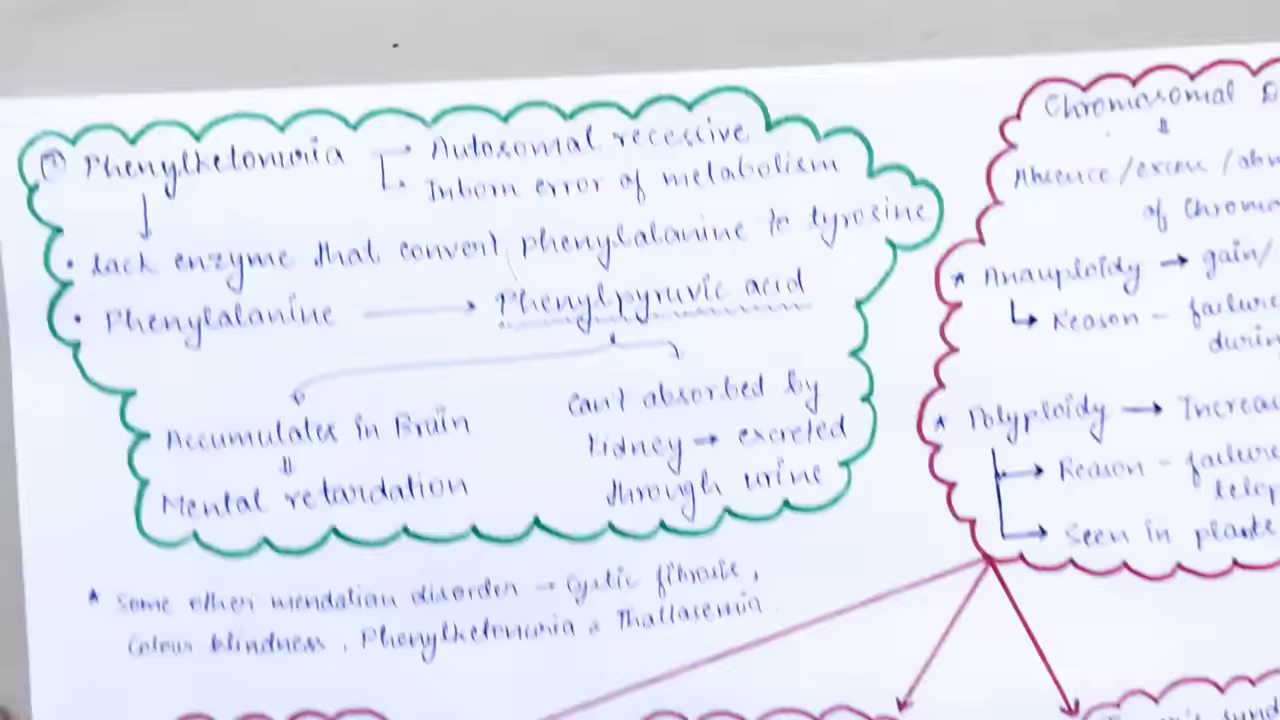 Phenylketonuria → Autosomal recessive
→ Inborn error of metabolism
• lack enzyme that convert phenylalanine to tyrosine
• Phenylalanine → Phenylpyruvic acid
Accumulates in Brain
⇓
Mental retardation
can't absorbed by
kidney → excreted
through urine
* Some other mendalian disorder → Cystic fibrosis,
Colour blindness, Phenylketonuria & Thallasemia
Chromosomal D
⇓
Absence/excess/abn
of Chromo
* Anauploidy → gain/
↳ Reason - failure
durin
* Polyploidy → Increa
→ Reason - failure
telop
→ Seen in plants